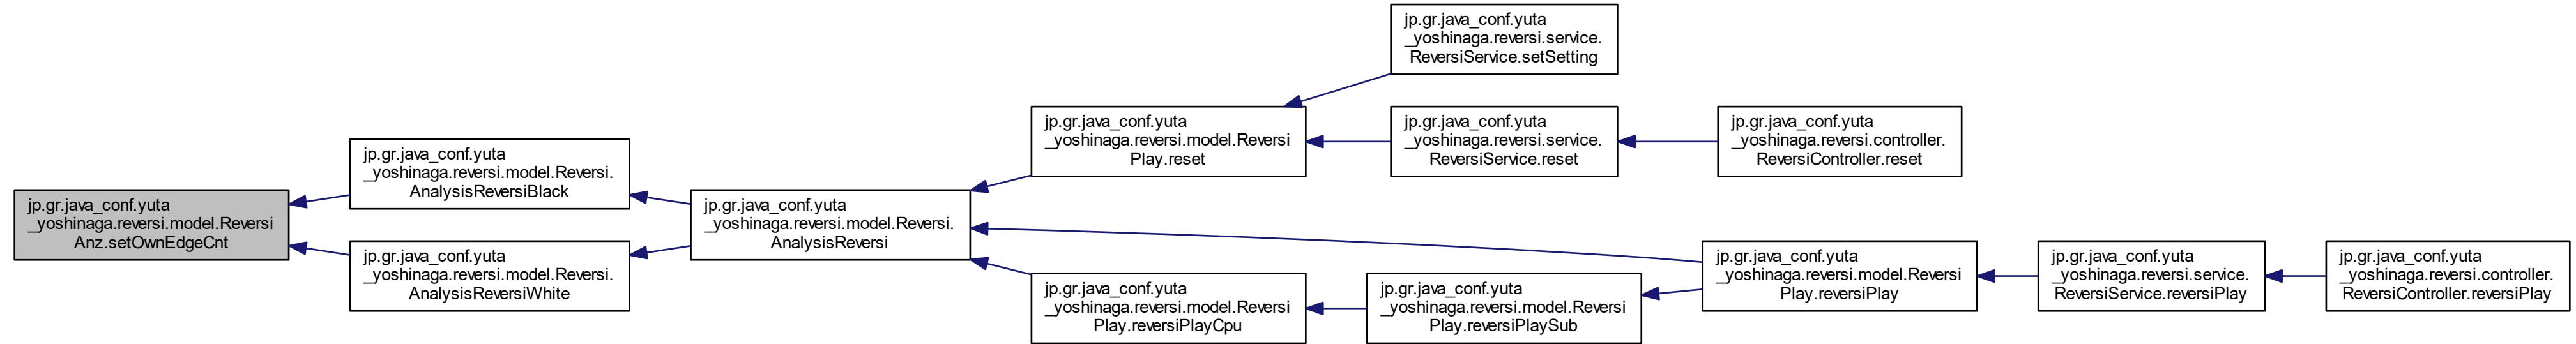 jp.gr.java_conf.yuta
_yoshinaga.reversi.model.Reversi
Anz.setOwnEdgeCnt
jp.gr.java_conf.yuta
_yoshinaga.reversi.model.Reversi.
AnalysisReversiBlack
jp.gr.java_conf.yuta
_yoshinaga.reversi.model.Reversi.
AnalysisReversiWhite
jp.gr.java_conf.yuta
_yoshinaga.reversi.model.Reversi.
AnalysisReversi
jp.gr.java_conf.yuta
_yoshinaga.reversi.model.Reversi
Play.reset
jp.gr.java_conf.yuta
_yoshinaga.reversi.service.
ReversiService.setSetting
jp.gr.java_conf.yuta
_yoshinaga.reversi.service.
ReversiService.reset
jp.gr.java_conf.yuta
_yoshinaga.reversi.controller.
ReversiController.reset
jp.gr.java_conf.yuta
_yoshinaga.reversi.model.Reversi
Play.reversiPlayCpu
jp.gr.java_conf.yuta
_yoshinaga.reversi.model.Reversi
Play.reversiPlaySub
jp.gr.java_conf.yuta
_yoshinaga.reversi.model.Reversi
Play.reversiPlay
jp.gr.java_conf.yuta
_yoshinaga.reversi.service.
ReversiService.reversiPlay
jp.gr.java_conf.yuta
_yoshinaga.reversi.controller.
ReversiController.reversiPlay